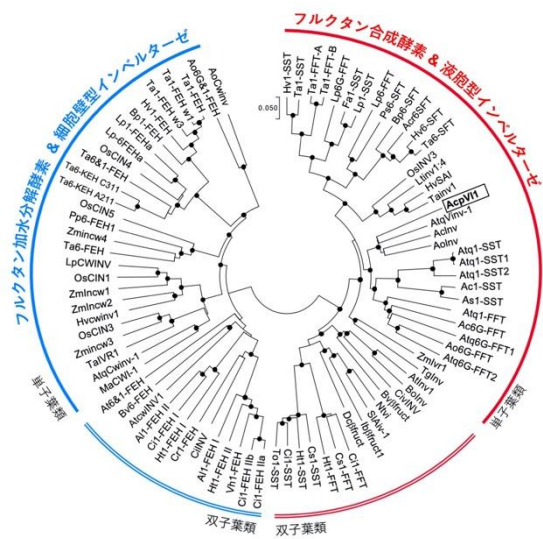 フルクタン合成酵素 & 液胞型インベルターゼ
フルクタン加水分解酵素 & 細胞壁型インベルターゼ
0.050
Hv1-SST
Ta1-SST
Ta1-FFT-A
Ta1-FFT-B
Lp6G-FFT
Fa1-SST
Lp1-SST
Lp6-FFT
Ps6-SFT
Bp6-SFT
Acr6SFT
Hv6-SFT
Ta6-SFT
OsINV3
Ltinv1:4
HvSAI
Tainv1
AcpVI1
AtqVinv-1
AcInv
AoInv
Atq1-SST
Atq1-SST1
Atq1-SST2
Ac1-SST
As1-SST
Atq1-FFT
Ac6G-FFT
Atq6G-FFT1
Ao6G-FFT
Atq6G-FFT2
単子葉類
ZmIvr1
TgInv
AtInv1
BoInv
CivINV
Bvβfruct
Ntvi
SlAiv-1
Dcβfruct
Ci1-FFT
Cs1-FFT
Ht1-FFT
Cs1-SST
Ht1-SST
Ci1-SST
To1-SST
双子葉類
双子葉類
Ci1-FEH IIa
Ci1-FEH IIb
Vh1-FEH
Ht1-FEH II
Al1-FEH I
CiINV
Cr1-FEH
Ht1-FEH I
Ci1-FEH I
AtcwINV1
Bv6-FEH
At6&1-FEH
MaCWI-1
AtqCwinv-1
単子葉類
TaIVR1
Zmincw3
OsCIN3
Hvcwinv1
ZmIncw2
ZmIncw1
OsCIN1
LpCWINV
Ta6-FEH
Zmincw4
Pp6-FEH1
OsCIN5
Ta6-KEH A211
Ta6-KEH C311
Ta6&1-FEH
OsCIN4
Lp-6FEHa
Lp1-FEHa
Bp1-FEH
Hv1-FEH
Ta1-FEH w3
Ta1-FEH w1
Ta1-FEH
Ao6G&1-FEH
AoCwinv